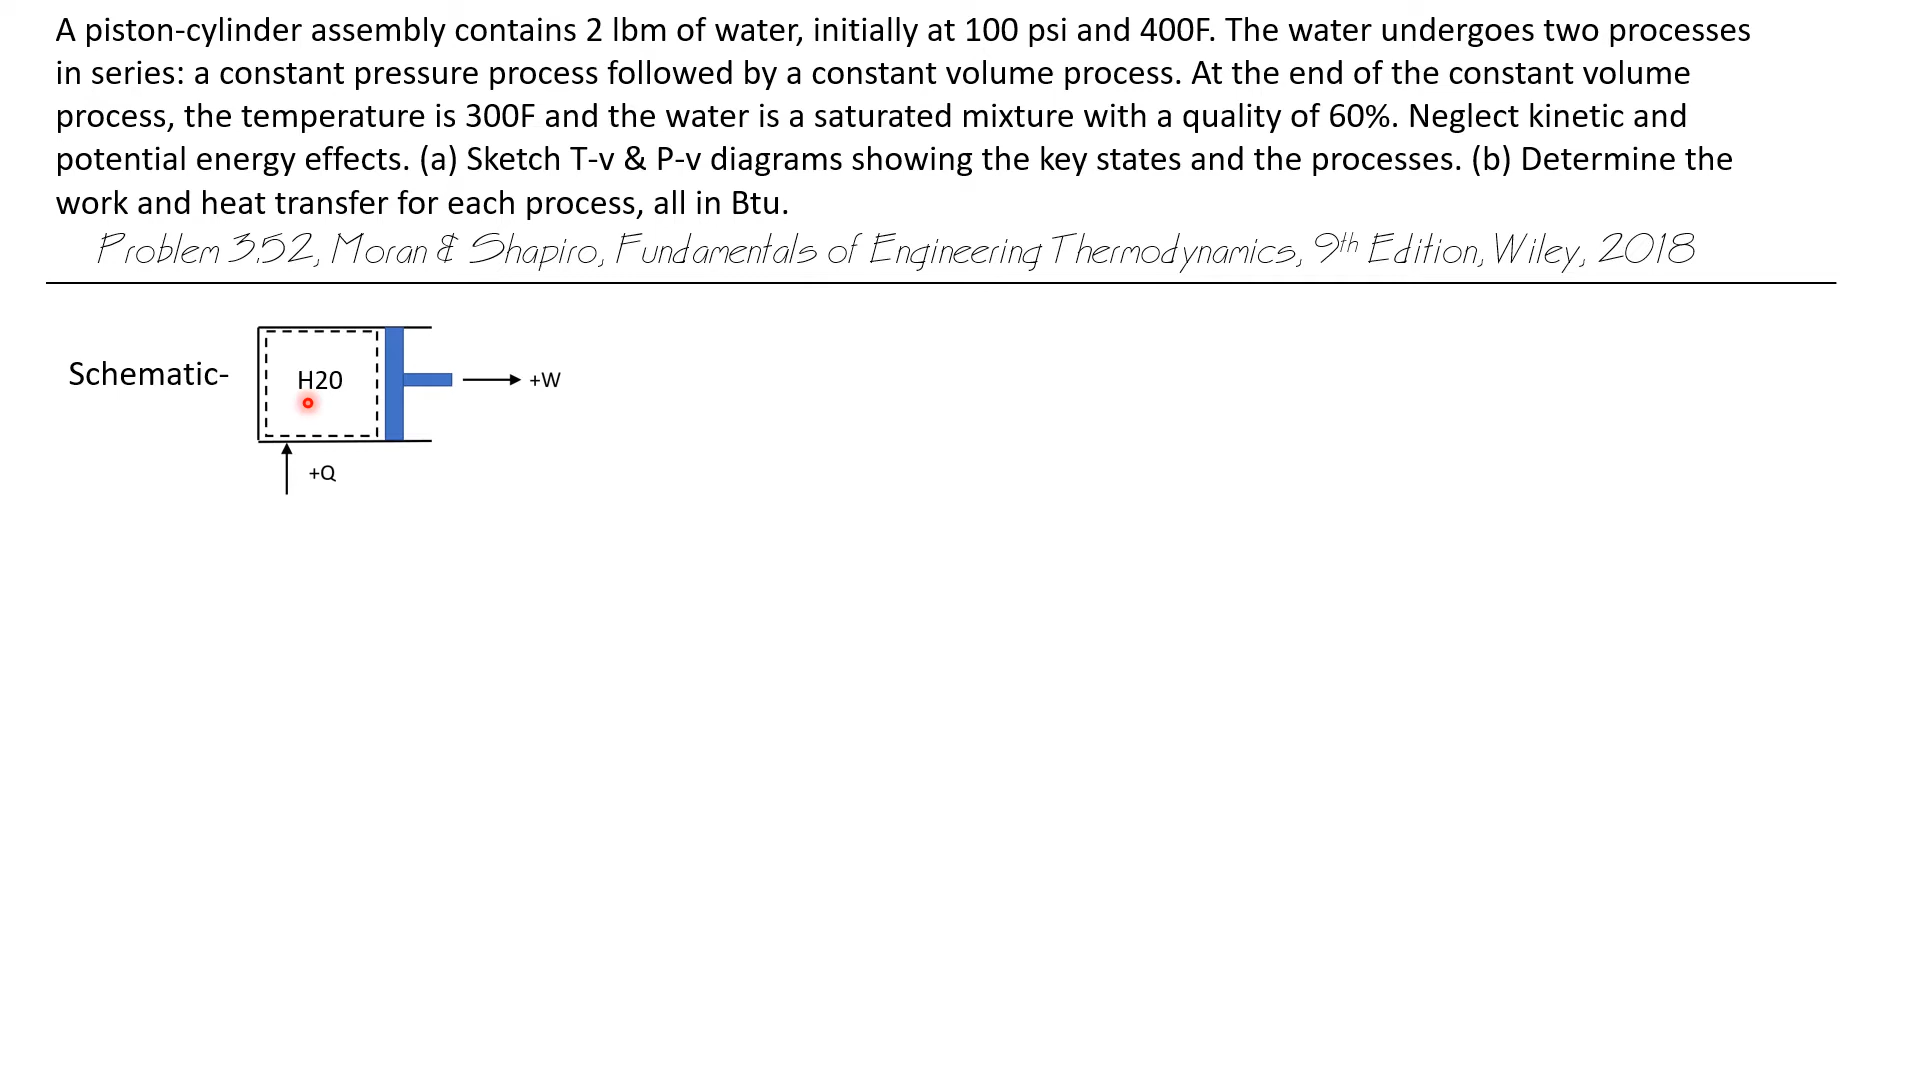 A piston-cylinder assembly contains 2 lbm of water, initially at 100 psi and 400F. The water undergoes two processes
in series: a constant pressure process followed by a constant volume process. At the end of the constant volume
process, the temperature is 300F and the water is a saturated mixture with a quality of 60%. Neglect kinetic and
potential energy effects. (a) Sketch T-v & P-v diagrams showing the key states and the processes. (b) Determine the
work and heat transfer for each process, all in Btu.
Problem 3.52, Moran & Shapiro, Fundamentals of Engineering Thermodynamics, 9th Edition, Wiley, 2018
Schematic-
H20
+W
+Q